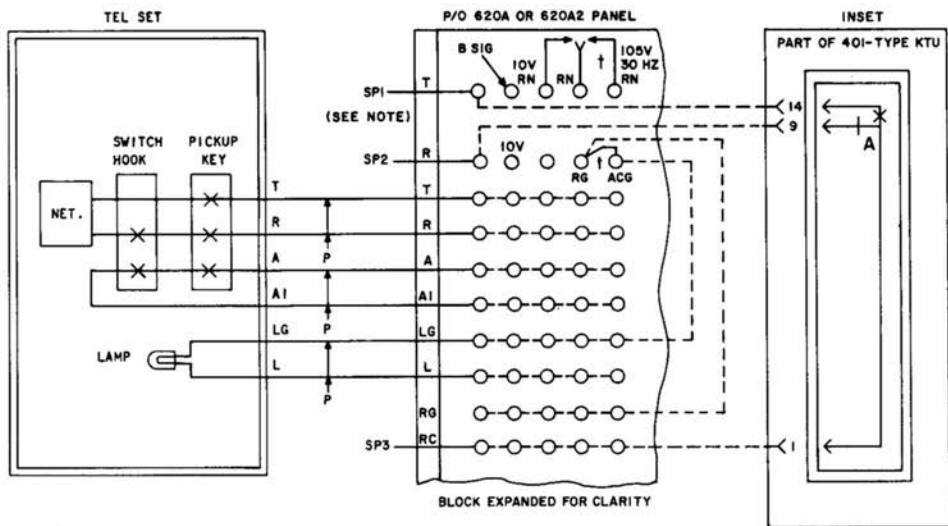 TEL SET
P/O 620A OR 620A2 PANEL
INSET
PART OF 401-TYPE KTU
B SIG
10V
RN
RN
†
105V
30 HZ
RN
SP1
T
(SEE NOTE)
14
9
A
SWITCH
HOOK
PICKUP
KEY
SP2
R
10V
RG
†
ACG
NET.
T
T
R
R
P
A
A
A1
A1
P
LG
LG
LAMP
L
L
P
RG
SP3
RC
1
BLOCK EXPANDED FOR CLARITY